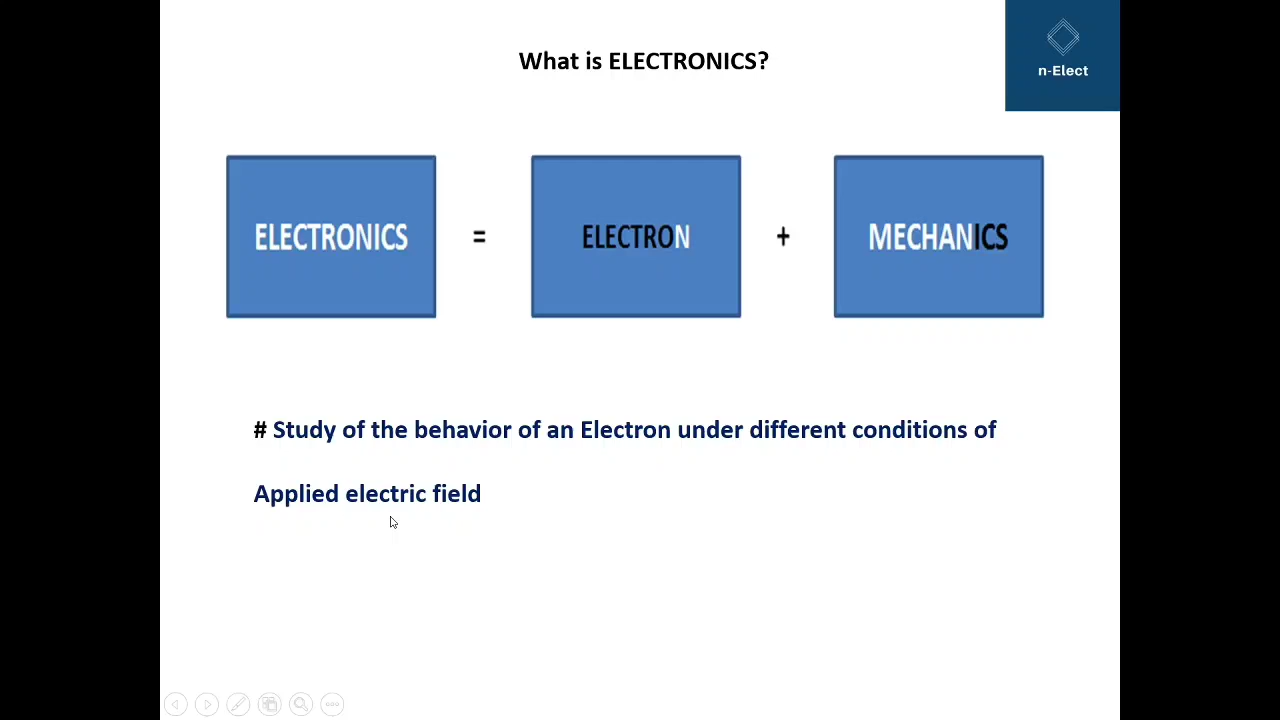 What is ELECTRONICS?
n-Elect
ELECTRONICS = ELECTRON + MECHANICS
# Study of the behavior of an Electron under different conditions of
Applied electric field